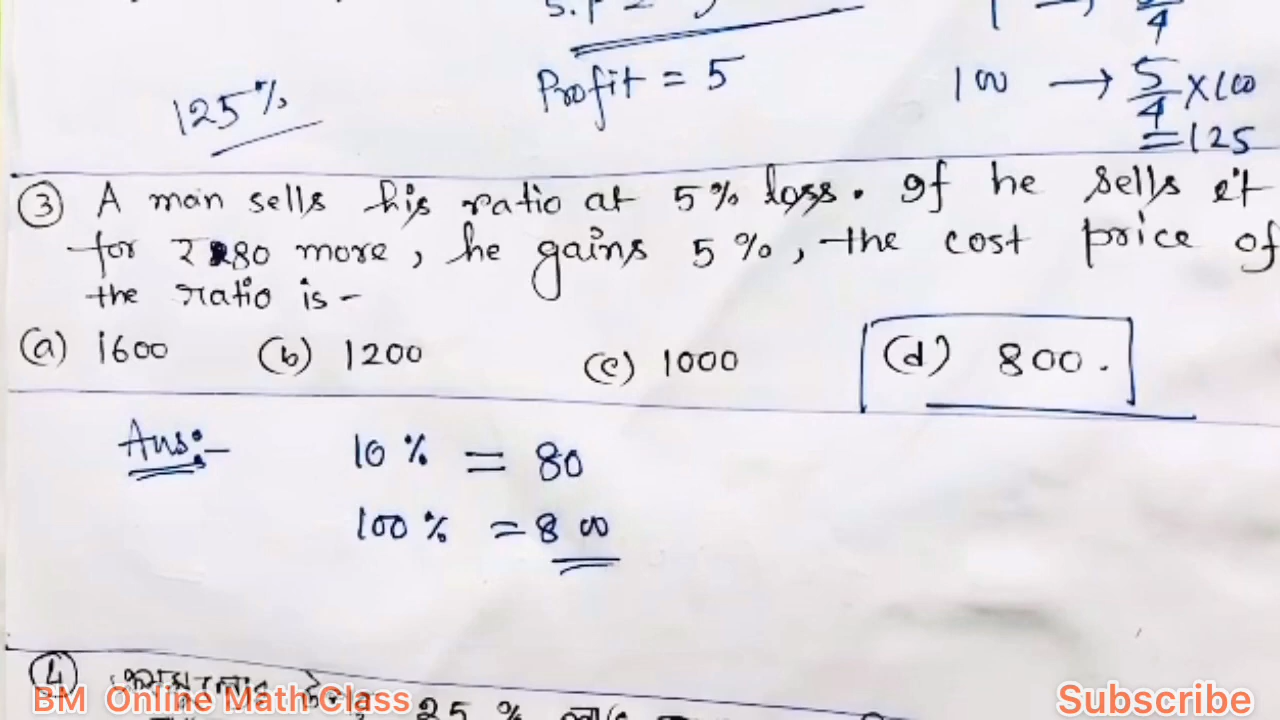 Profit = 5
100 → 5/4 × 100
= 125
125%
③ A man sells his ratio at 5% loss. If he sells it
for ₹ 80 more, he gains 5%, the cost price of
the ratio is -
(a) 1600 (b) 1200 (c) 1000 (d) 800.
Ans:- 10% = 80
100% = 800
④ 25 %
BM Online Math Class
Subscribe